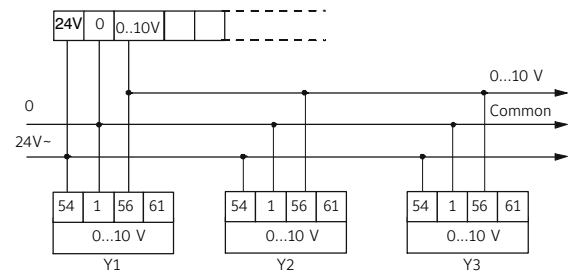 24V 0 0..10V
0...10 V
0 Common
24V~
54 1 56 61 54 1 56 61 54 1 56 61
0...10 V 0...10 V 0...10 V
Y1 Y2 Y3